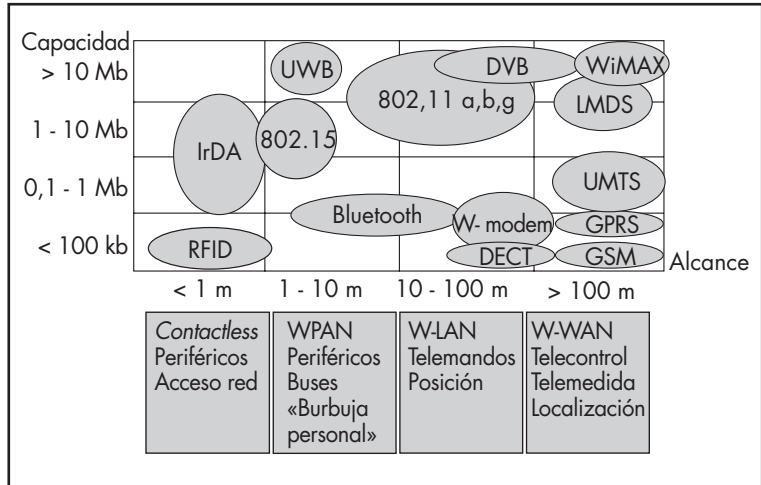 Capacidad
> 10 Mb
UWB
DVB
WiMAX
802,11 a,b,g
LMDS
1 - 10 Mb
IrDA
802.15
0,1 - 1 Mb
UMTS
Bluetooth
W- modem
GPRS
< 100 kb
RFID
DECT
GSM
Alcance
< 1 m
1 - 10 m
10 - 100 m
> 100 m
Contactless
Periféricos
Acceso red
WPAN
Periféricos
Buses
«Burbuja
personal»
W-LAN
Telemandos
Posición
W-WAN
Telecontrol
Telemedida
Localización